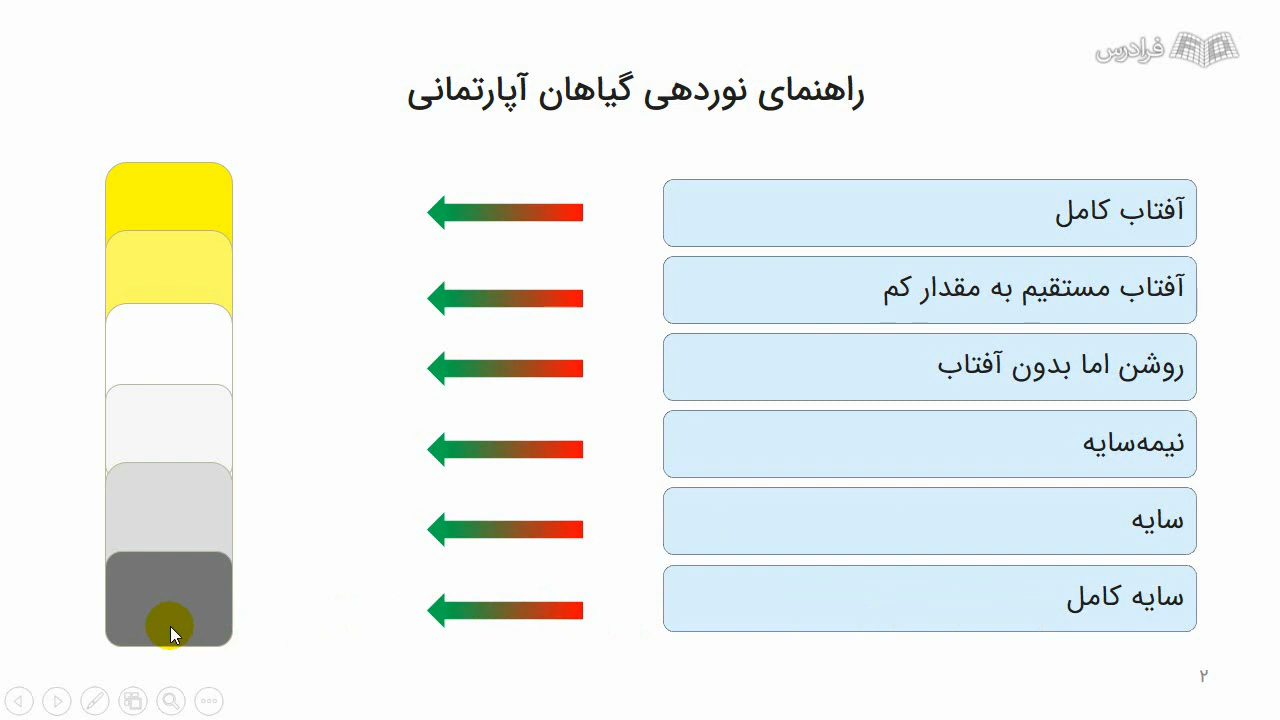 فرادرس
راهنمای نوردهی گیاهان آپارتمانی
آفتاب کامل
آفتاب مستقیم به مقدار کم
روشن اما بدون آفتاب
نیمه‌سایه
سایه
سایه کامل
۲